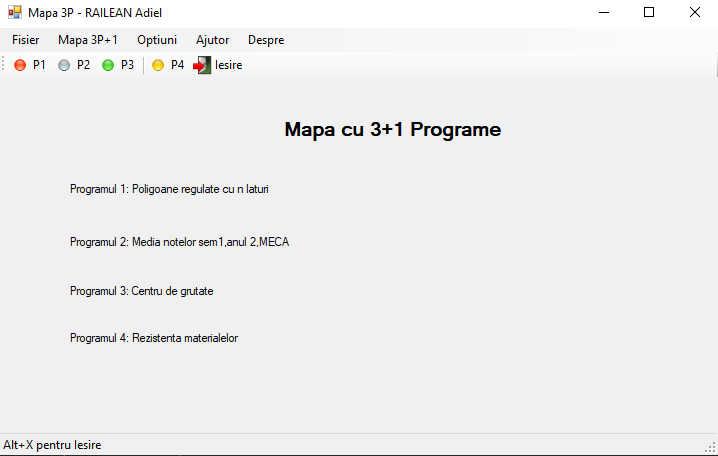 Mapa 3P - RAILEAN Adiel
Fisier Mapa 3P+1 Optiuni Ajutor Despre
P1 P2 P3 P4 Iesire
Mapa cu 3+1 Programe
Programul 1: Poligoane regulate cu n laturi
Programul 2: Media notelor sem1,anul 2,MECA
Programul 3: Centru de grutate
Programul 4: Rezistenta materialelor
Alt+X pentru Iesire